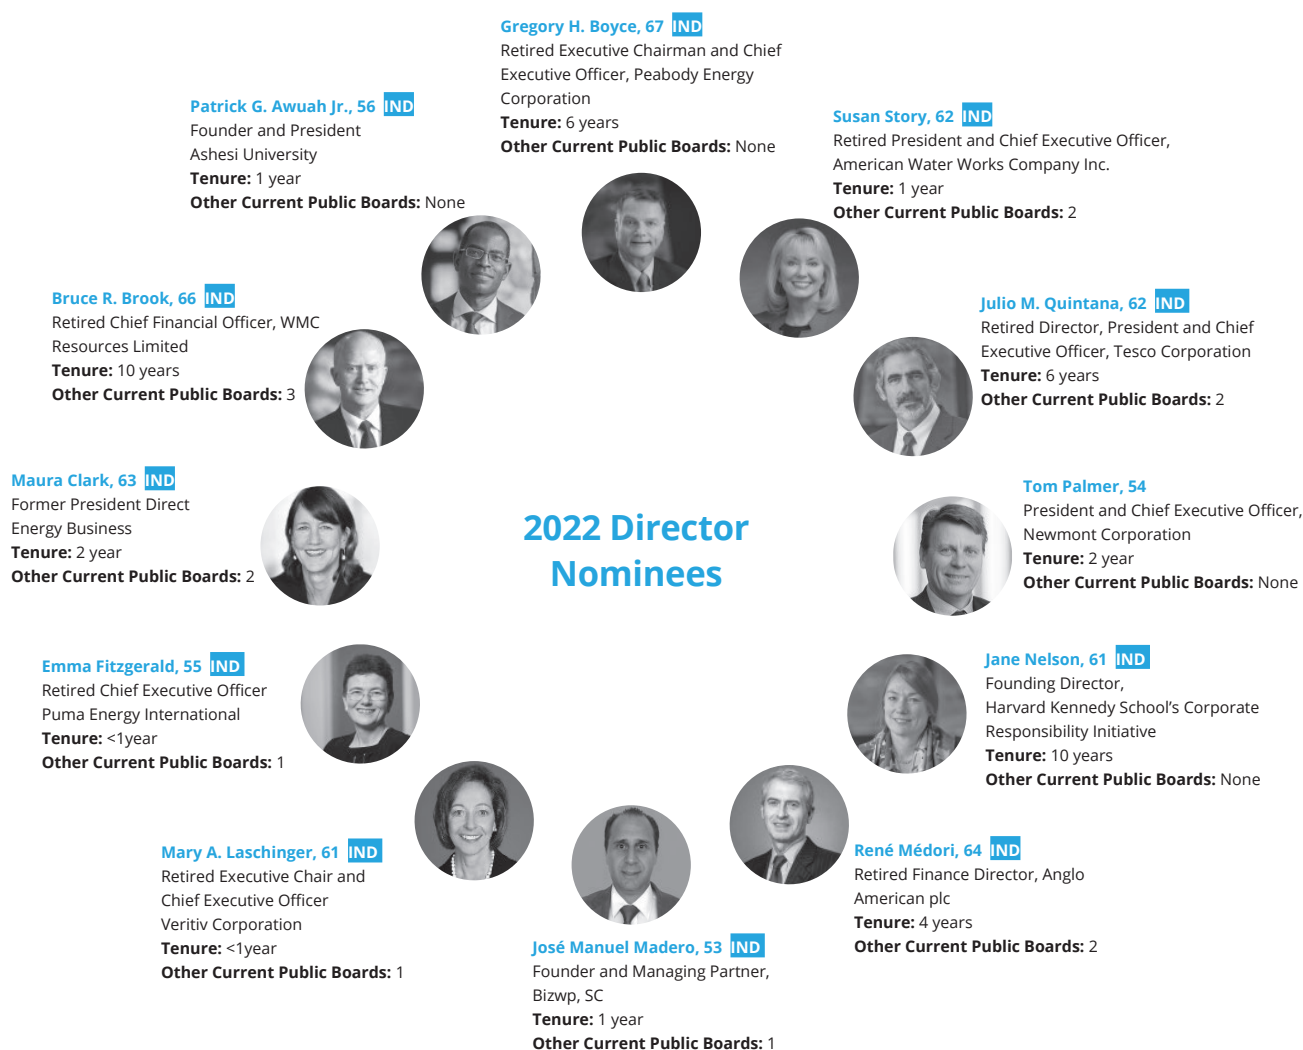 Gregory H. Boyce, 67 IND
Retired Executive Chairman and Chief
Executive Officer, Peabody Energy
Corporation
Tenure: 6 years
Other Current Public Boards: None
Patrick G. Awuah Jr., 56 IND
Founder and President
Ashesi University
Tenure: 1 year
Other Current Public Boards: None
Susan Story, 62 IND
Retired President and Chief Executive Officer,
American Water Works Company Inc.
Tenure: 1 year
Other Current Public Boards: 2
Bruce R. Brook, 66 IND
Retired Chief Financial Officer, WMC
Resources Limited
Tenure: 10 years
Other Current Public Boards: 3
Julio M. Quintana, 62 IND
Retired Director, President and Chief
Executive Officer, Tesco Corporation
Tenure: 6 years
Other Current Public Boards: 2
Maura Clark, 63 IND
Former President Direct
Energy Business
Tenure: 2 year
Other Current Public Boards: 2
2022 Director
Nominees
Tom Palmer, 54
President and Chief Executive Officer,
Newmont Corporation
Tenure: 2 year
Other Current Public Boards: None
Emma Fitzgerald, 55 IND
Retired Chief Executive Officer
Puma Energy International
Tenure: <1year
Other Current Public Boards: 1
Jane Nelson, 61 IND
Founding Director,
Harvard Kennedy School’s Corporate
Responsibility Initiative
Tenure: 10 years
Other Current Public Boards: None
Mary A. Laschinger, 61 IND
Retired Executive Chair and
Chief Executive Officer
Veritiv Corporation
Tenure: <1year
Other Current Public Boards: 1
José Manuel Madero, 53 IND
Founder and Managing Partner,
Bizwp, SC
Tenure: 1 year
Other Current Public Boards: 1
René Médori, 64 IND
Retired Finance Director, Anglo
American plc
Tenure: 4 years
Other Current Public Boards: 2